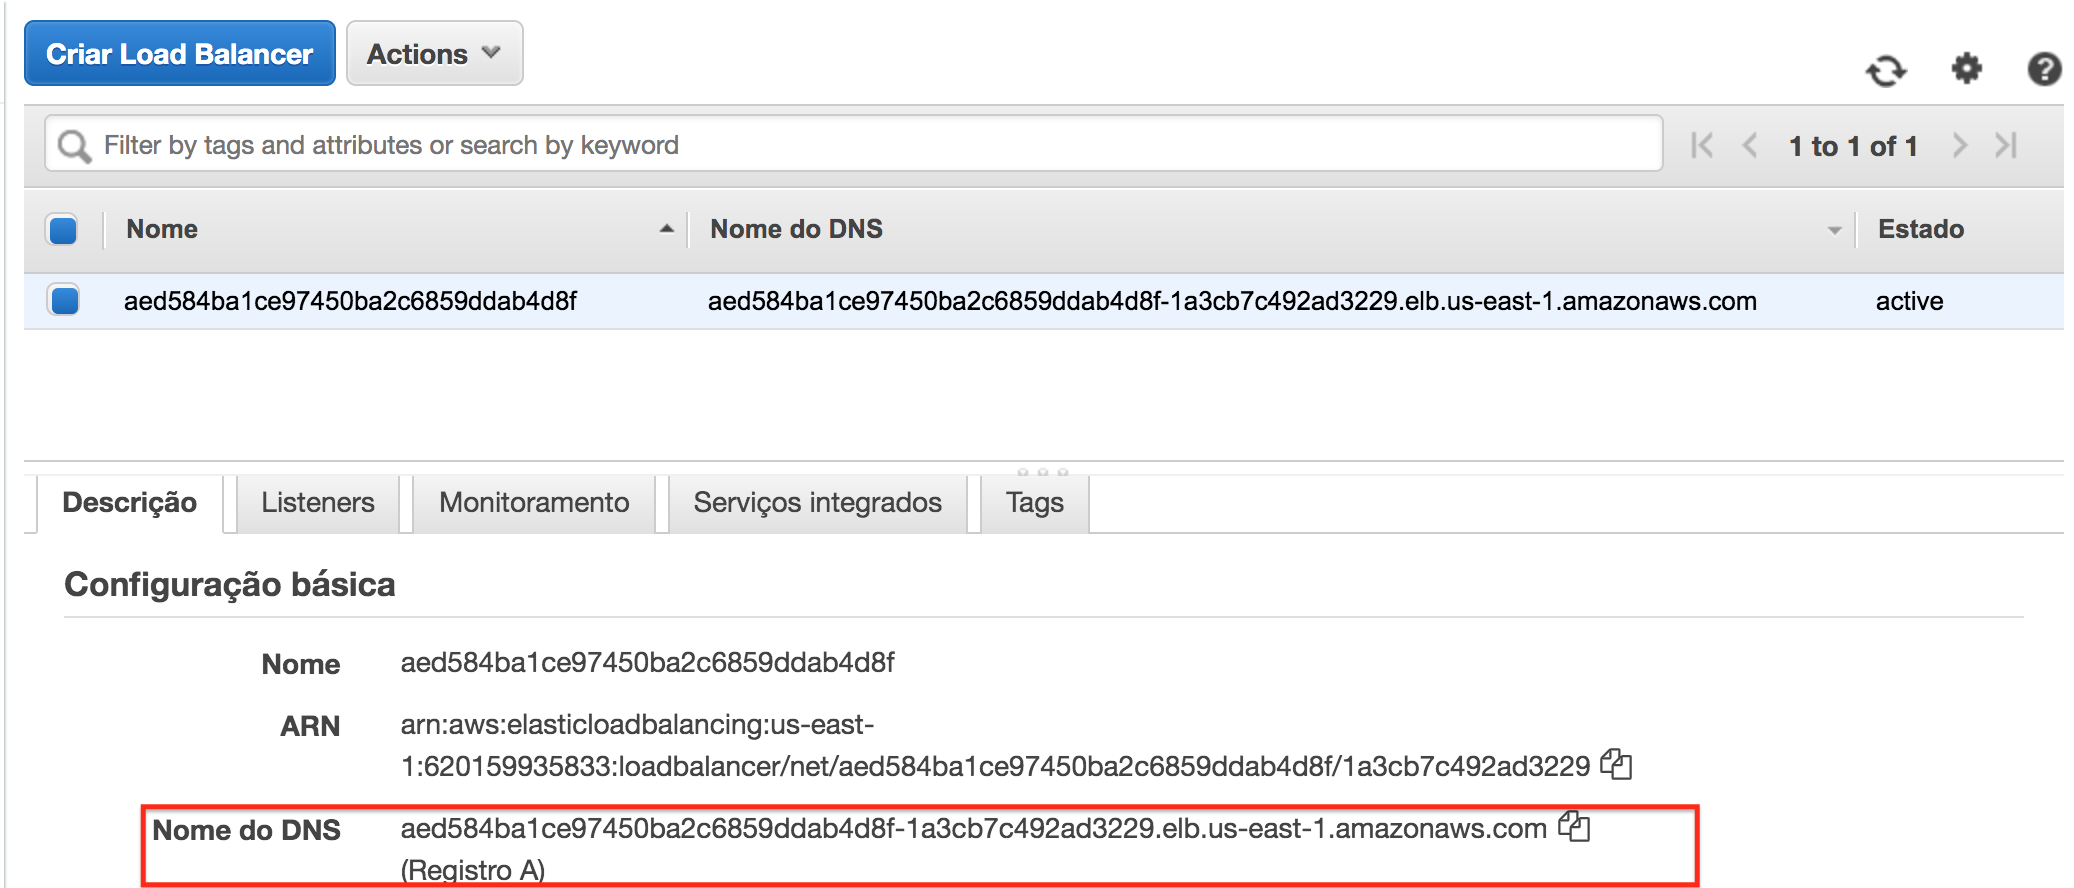 Criar Load Balancer Actions
Filter by tags and attributes or search by keyword 1 to 1 of 1
Nome Nome do DNS Estado
aed584ba1ce97450ba2c6859ddab4d8f aed584ba1ce97450ba2c6859ddab4d8f-1a3cb7c492ad3229.elb.us-east-1.amazonaws.com active
Descrição Listeners Monitoramento Serviços integrados Tags
Configuração básica
Nome aed584ba1ce97450ba2c6859ddab4d8f
ARN arn:aws:elasticloadbalancing:us-east-
1:620159935833:loadbalancer/net/aed584ba1ce97450ba2c6859ddab4d8f/1a3cb7c492ad3229
Nome do DNS aed584ba1ce97450ba2c6859ddab4d8f-1a3cb7c492ad3229.elb.us-east-1.amazonaws.com
(Registro A)